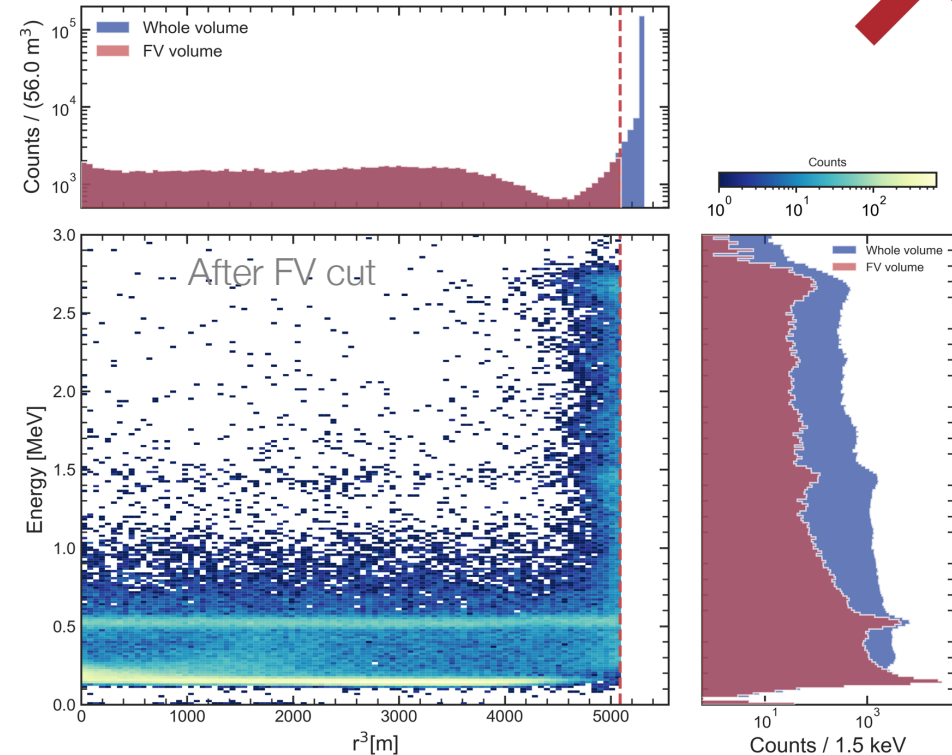 Counts / (56.0 m³)
10⁵
10⁴
10³
Whole volume
FV volume
Counts
10⁰ 10¹ 10²
After FV cut
Energy [MeV]
3.0
2.5
2.0
1.5
1.0
0.5
0.0
0 1000 2000 3000 4000 5000
r³[m]
Whole volume
FV volume
10¹ 10³
Counts / 1.5 keV